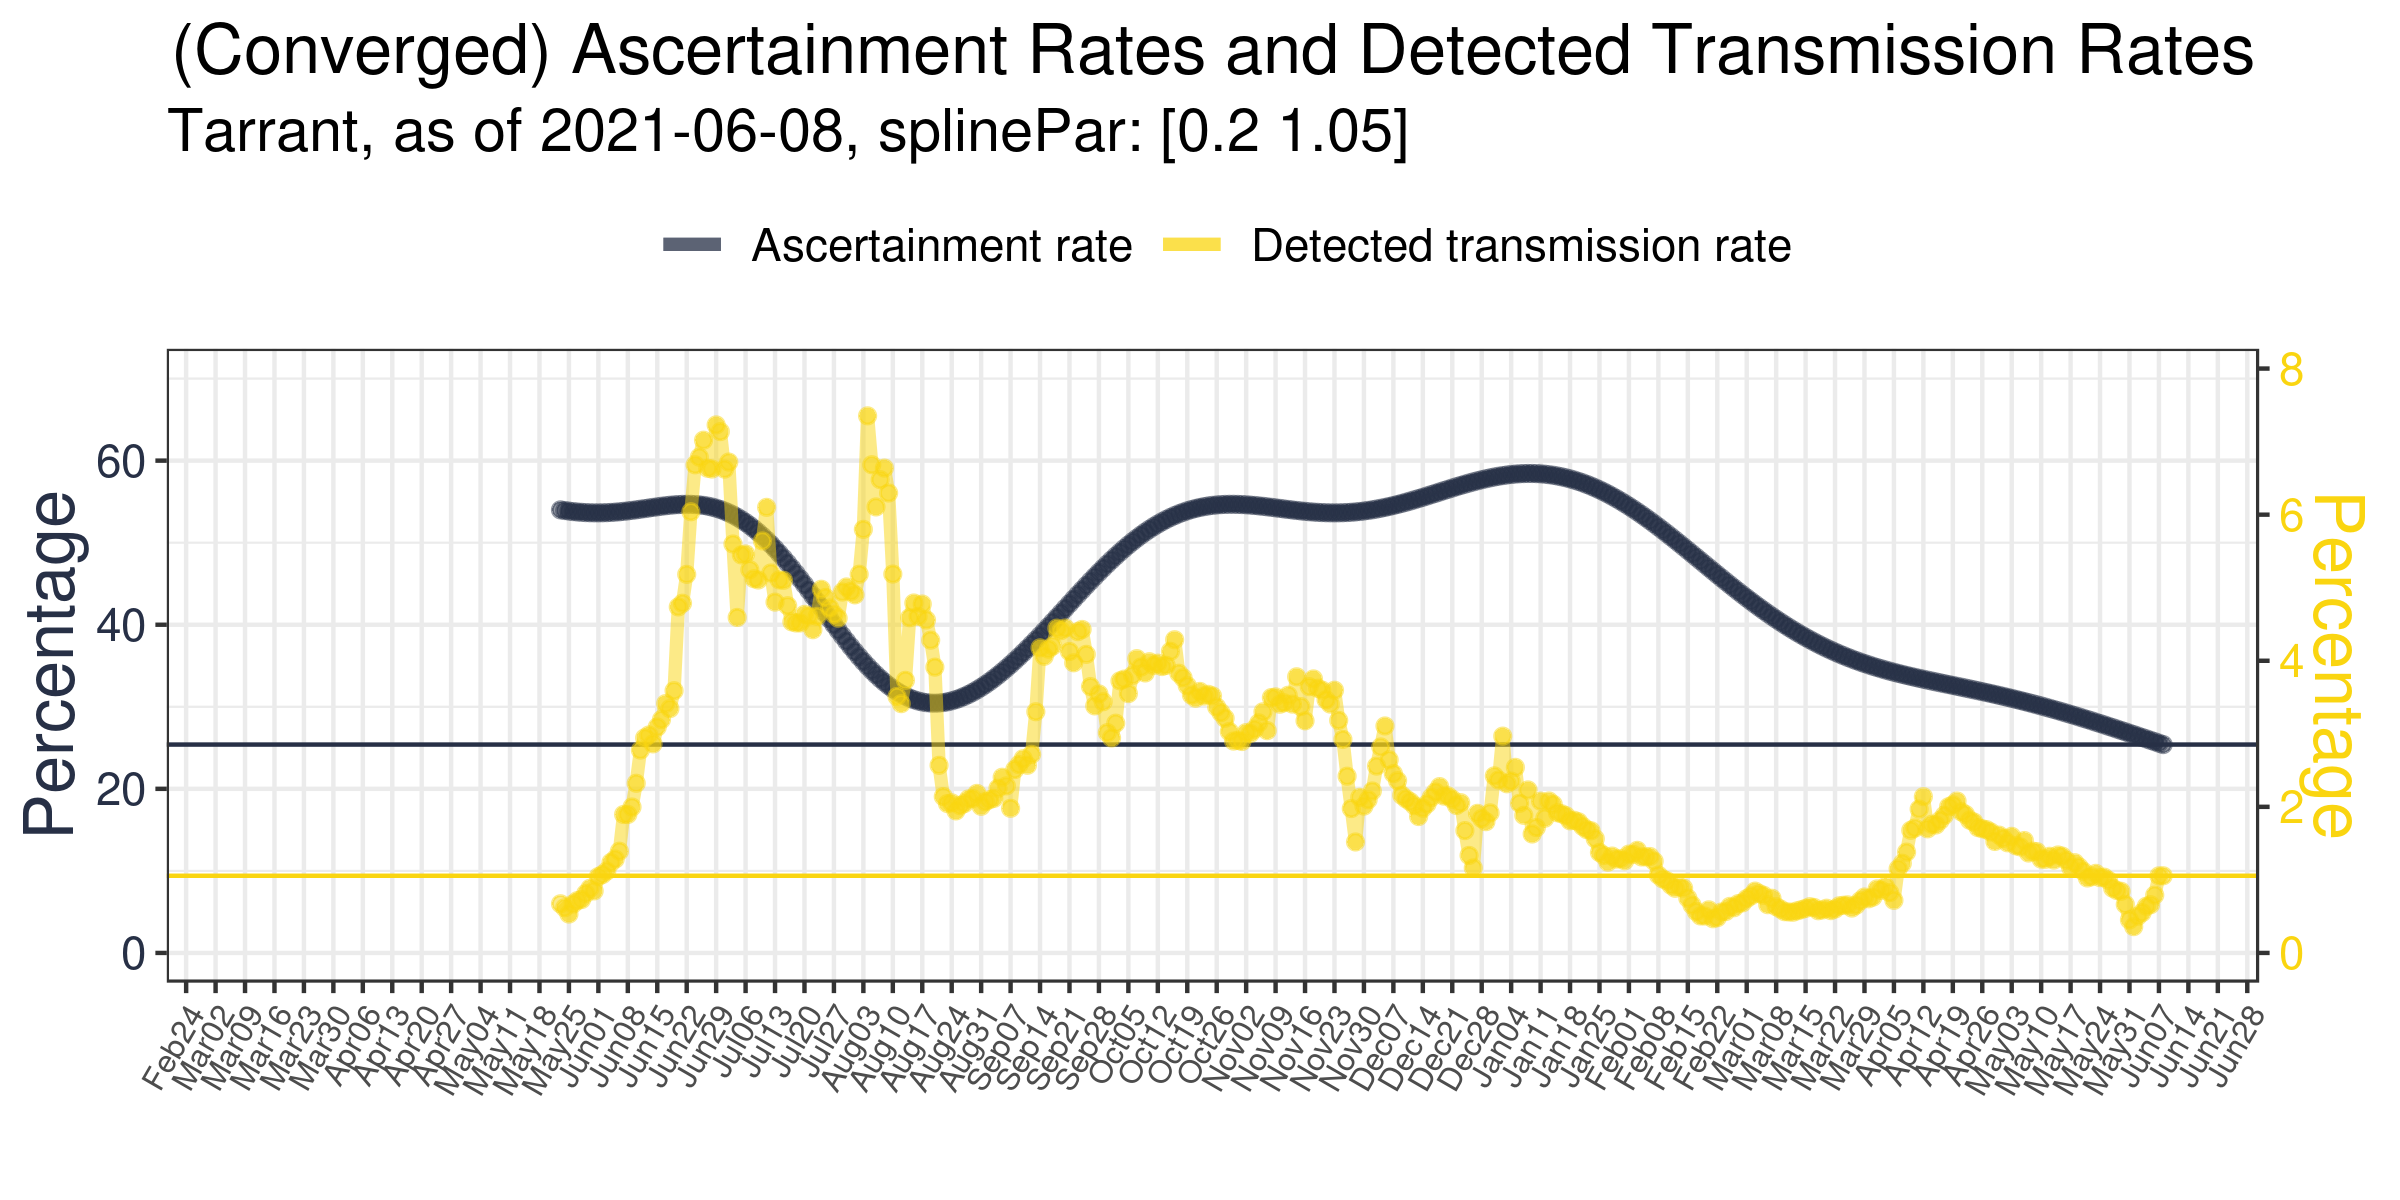 (Converged) Ascertainment Rates and Detected Transmission Rates
Tarrant, as of 2021-06-08, splinePar: [0.2 1.05]
Ascertainment rate Detected transmission rate
Percentage
60
40
20
0
8
6
4
2
0
Percentage
Feb24 Mar02 Mar09 Mar16 Mar23 Mar30 Apr06 Apr13 Apr20 Apr27 May04 May11 May18 May25 Jun01 Jun08 Jun15 Jun22 Jun29 Jul06 Jul13 Jul20 Jul27 Aug03 Aug10 Aug17 Aug24 Aug31 Sep07 Sep14 Sep21 Sep28 Oct05 Oct12 Oct19 Oct26 Nov02 Nov09 Nov16 Nov23 Nov30 Dec07 Dec14 Dec21 Dec28 Jan04 Jan11 Jan18 Jan25 Feb01 Feb08 Feb15 Feb22 Mar01 Mar08 Mar15 Mar22 Mar29 Apr05 Apr12 Apr19 Apr26 May03 May10 May17 May24 May31 Jun07 Jun14 Jun21 Jun28